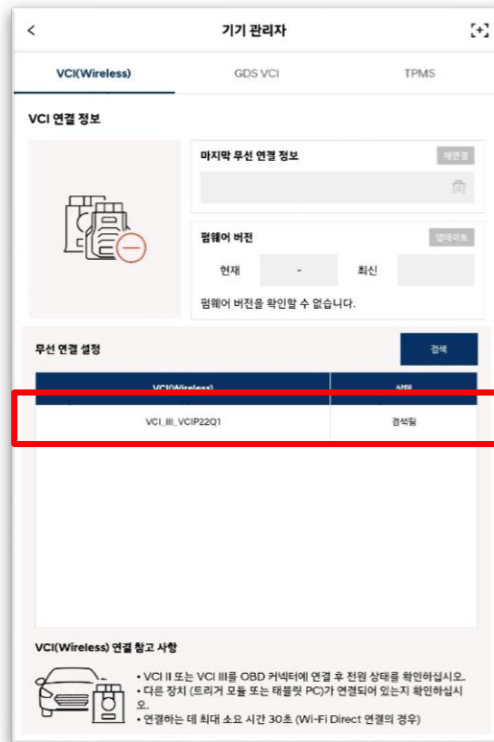 기기 관리자
VCI(Wireless) GDS VCI TPMS
VCI 연결 정보
마지막 무선 연결 정보 재연결
펌웨어 버전 업데이트
현재 - 최신
펌웨어 버전을 확인할 수 없습니다.
무선 연결 설정 검색
VCI(Wireless) 상태
VCI_III_VCIP22Q1 검색됨
VCI(Wireless) 연결 참고 사항
• VCI II 또는 VCI III를 OBD 커넥터에 연결 후 전원 상태를 확인하십시오.
• 다른 장치 (트리거 모듈 또는 태블릿 PC)가 연결되어 있는지 확인하십시
오.
• 연결하는 데 최대 소요 시간 30초 (Wi-Fi Direct 연결의 경우)